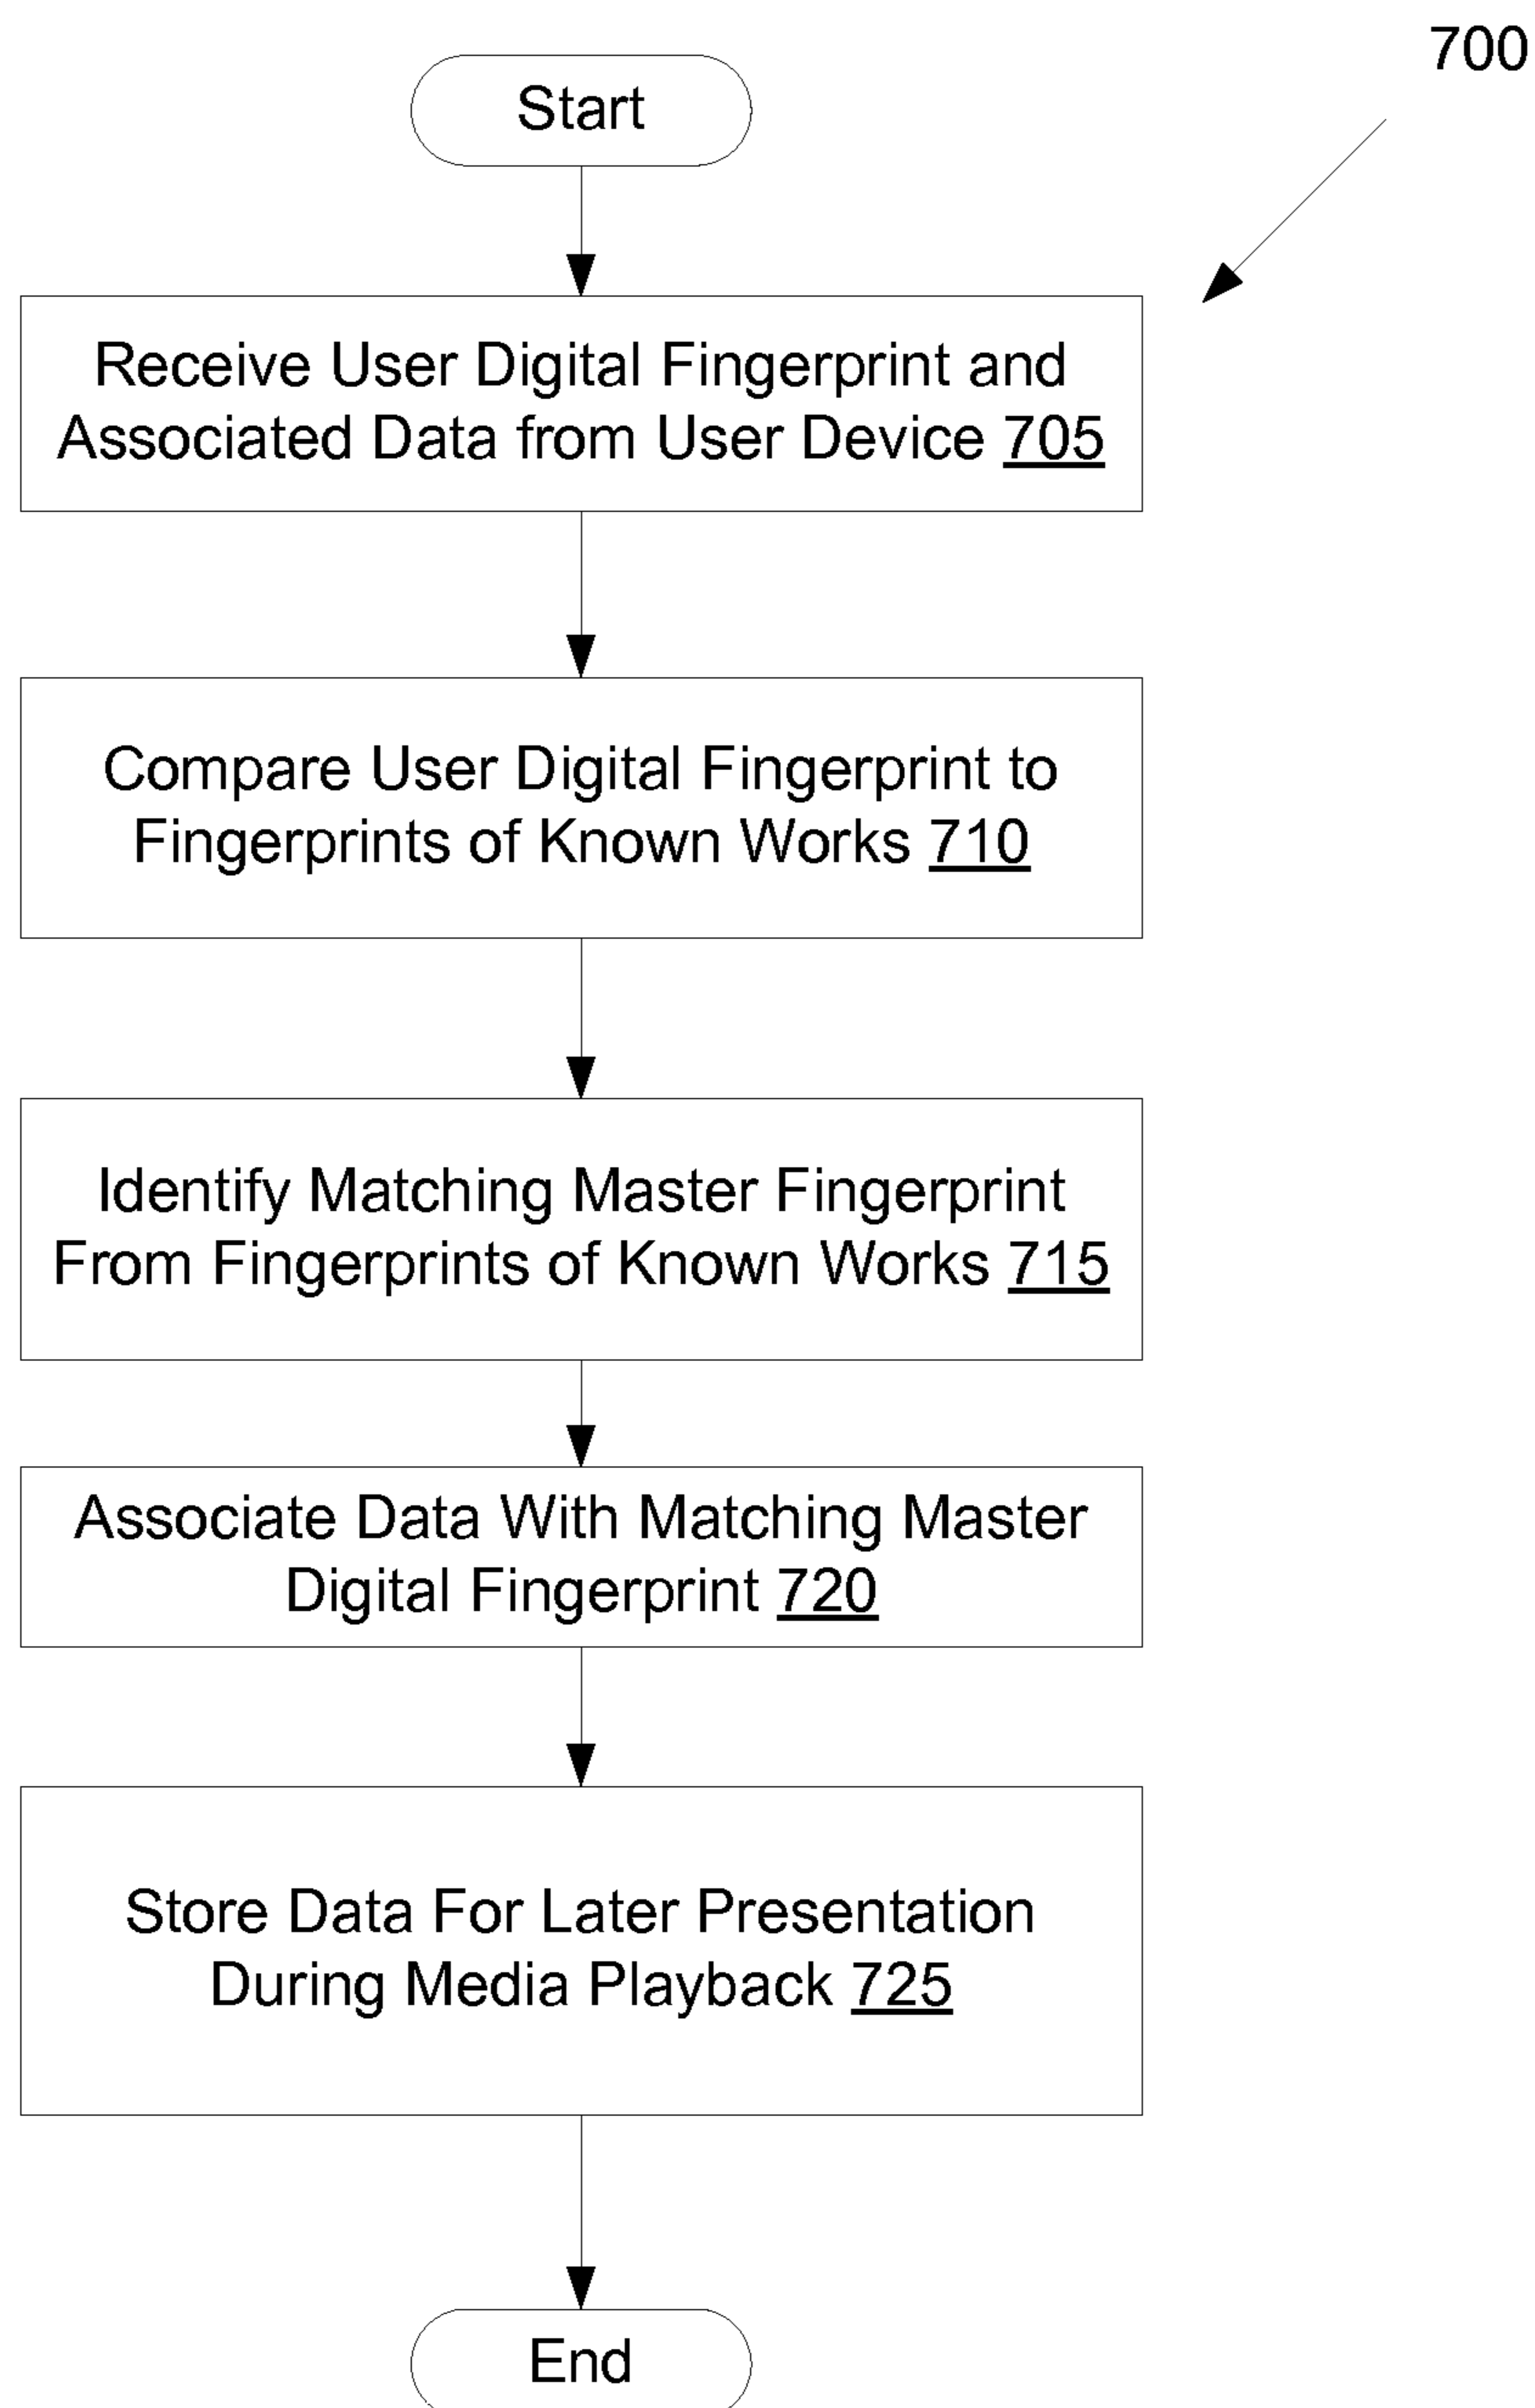 700
Start
Receive User Digital Fingerprint and
Associated Data from User Device 705
Compare User Digital Fingerprint to
Fingerprints of Known Works 710
Identify Matching Master Fingerprint
From Fingerprints of Known Works 715
Associate Data With Matching Master
Digital Fingerprint 720
Store Data For Later Presentation
During Media Playback 725
End